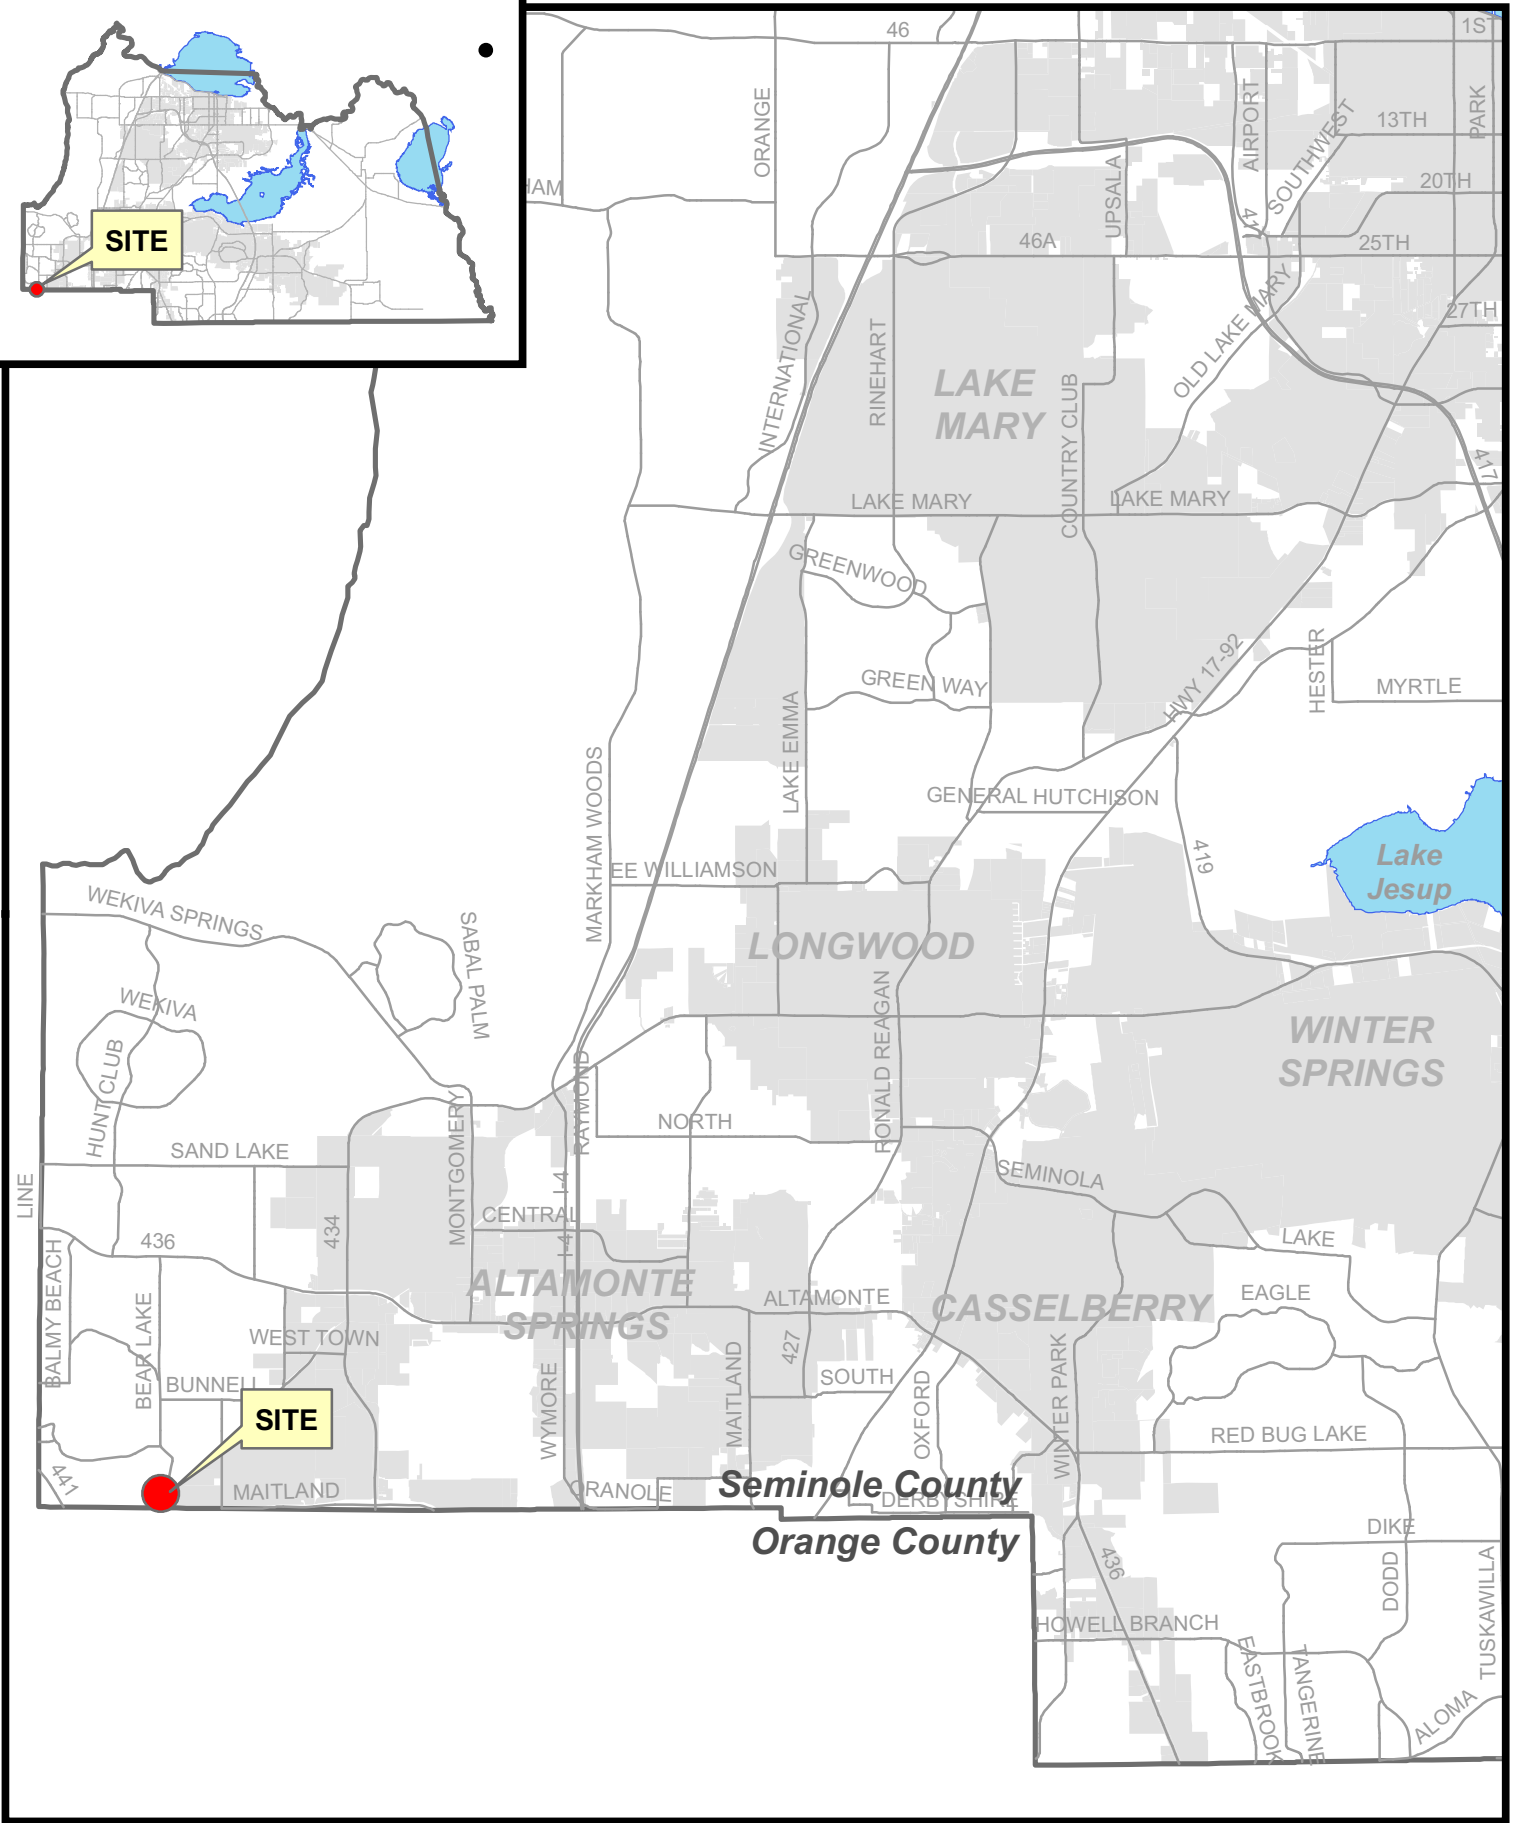 46
1ST
ORANGE
AIRPORT
SOUTHWEST
13TH
PARK
HAM
UPSALA
20TH
417
46A
25TH
SITE
INTERNATIONAL
RINEHART
OLD LAKE MARY
27TH
LAKE
MARY
COUNTRY CLUB
417
LAKE MARY
LAKE MARY
GREENWOOD
HESTER
HWY 17-92
GREEN WAY
MYRTLE
LAKE EMMA
MARKHAM WOODS
GENERAL HUTCHISON
419
Lake
Jesup
EE WILLIAMSON
WEKIVA SPRINGS
SABAL PALM
LONGWOOD
WEKIVA
RONALD REAGAN
WINTER
SPRINGS
HUNT CLUB
RAYMOND
MONTGOMERY
NORTH
SAND LAKE
SEMINOLA
LINE
I-4
434
CENTRAL
436
I-4
LAKE
BALMY BEACH
ALTAMONTE
SPRINGS
ALTAMONTE
EAGLE
CASSELBERRY
BEAR LAKE
WEST TOWN
427
MAITLAND
WINTER PARK
BUNNELL
SOUTH
WYMORE
OXFORD
SITE
RED BUG LAKE
441
MAITLAND
ORANOLE
Seminole County
DERBYSHIRE
Orange County
DIKE
436
DODD
TUSKAWILLA
HOWELL BRANCH
EASTBROOK
TANGERINE
ALOMA